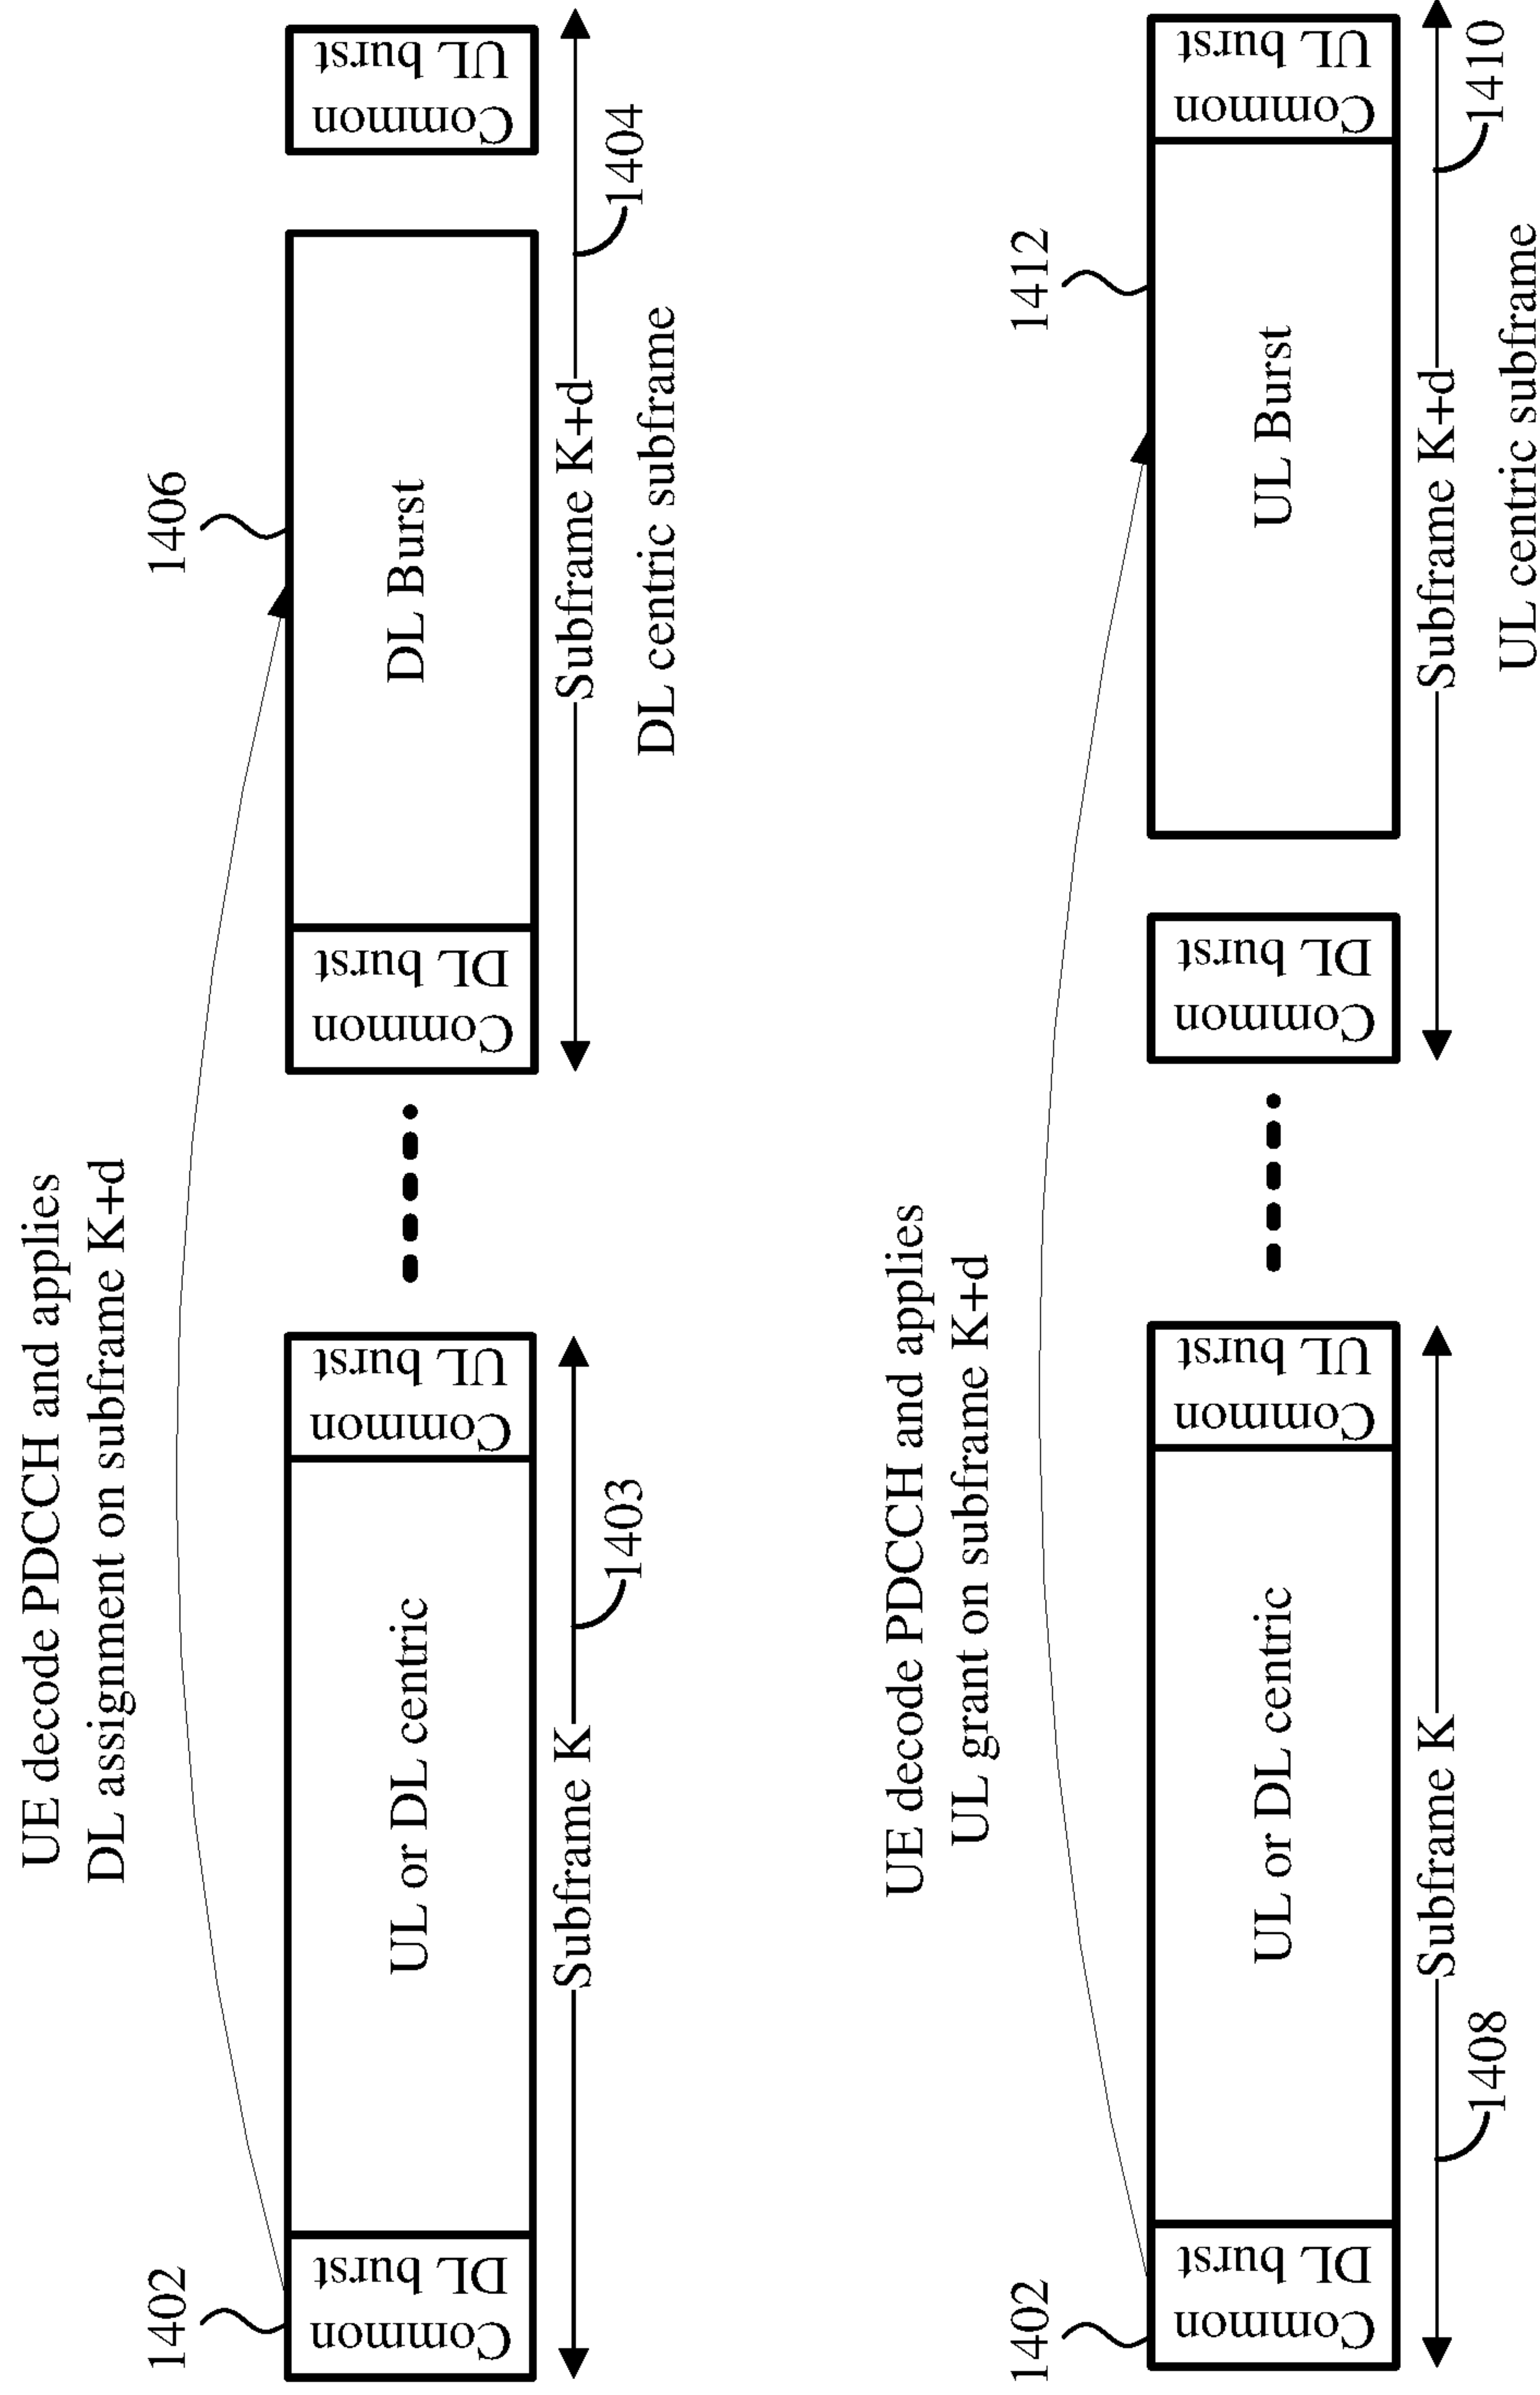 UE decode PDCCH and applies
DL assignment on subframe K+d
1402
1406
Common
DL burst
UL or DL centric
Common
UL burst
Common
DL burst
DL Burst
Common
UL burst
Subframe K
1403
Subframe K+d
1404
DL centric subframe
UE decode PDCCH and applies
UL grant on subframe K+d
1402
1412
Common
DL burst
UL or DL centric
Common
UL burst
Common
DL burst
UL Burst
Common
UL burst
Subframe K
1408
Subframe K+d
1410
UL centric subframe